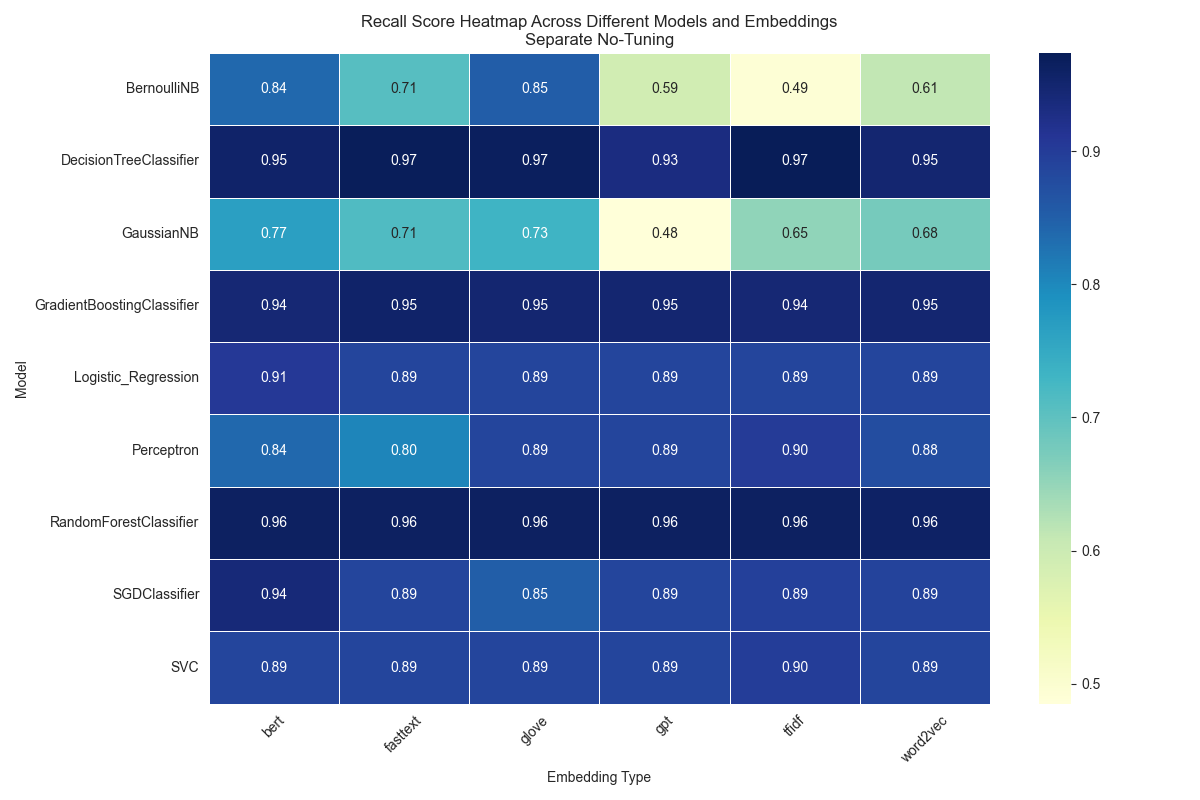 Recall Score Heatmap Across Different Models and Embeddings
Separate No-Tuning
Model
BernoulliNB 0.84 0.71 0.85 0.59 0.49 0.61
DecisionTreeClassifier 0.95 0.97 0.97 0.93 0.97 0.95
GaussianNB 0.77 0.71 0.73 0.48 0.65 0.68
GradientBoostingClassifier 0.94 0.95 0.95 0.95 0.94 0.95
Logistic_Regression 0.91 0.89 0.89 0.89 0.89 0.89
Perceptron 0.84 0.80 0.89 0.89 0.90 0.88
RandomForestClassifier 0.96 0.96 0.96 0.96 0.96 0.96
SGDClassifier 0.94 0.89 0.85 0.89 0.89 0.89
SVC 0.89 0.89 0.89 0.89 0.90 0.89
bert fasttext glove gpt tfidf word2vec
Embedding Type
0.9
0.8
0.7
0.6
0.5